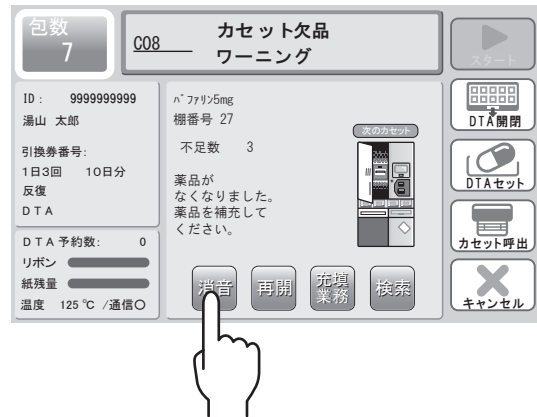 包数
7
C08
カセット欠品
ワーニング
スタート
ID： 9999999999
湯山 太郎
引換券番号：
1日3回 10日分
反復
DTA
DTA予約数： 0
リボン
紙残量
温度 125℃ /通信○
ﾊﾞﾌｧﾘﾝ5mg
棚番号 27
不足数 3
薬品が
なくなりました。
薬品を補充して
ください。
次のカセット
消音
再開
充填
業務
検索
DTA開閉
DTAセット
カセット呼出
キャンセル